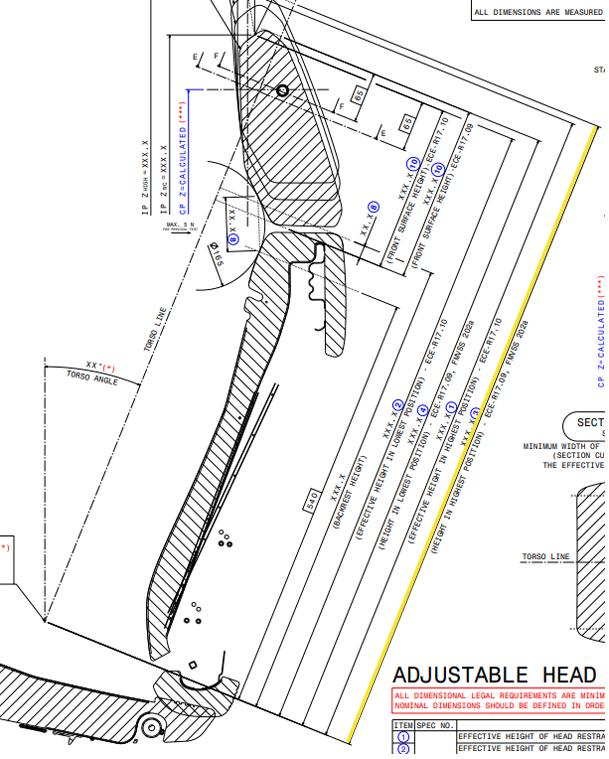 ALL DIMENSIONS ARE MEASURED
STA
E F
65
65
F
E
IP Z HIGH =XXX.X
IP Z RC =XXX.X
CP Z=CALCULATED (***)
XXX.X 10
(FRONT SURFACE HEIGHT)-ECE-R17.10
XXX.X 10
(FRONT SURFACE HEIGHT)-ECE-R17.09
MAX. 5 N
XX.X 8
XX.X 8
Ø165
TORSO LINE
XX°(*)
TORSO ANGLE
CP Z=CALCULATED (***)
540
XXX.X
(BACKREST HEIGHT)
XXX.X 2
(EFFECTIVE HEIGHT IN LOWEST POSITION) - ECE-R17.10
XXX.X 4
(HEIGHT IN LOWEST POSITION) - ECE-R17.09, FMVSS 202a
XXX.X 1
(EFFECTIVE HEIGHT IN HIGHEST POSITION) - ECE-R17.10
XXX.X 3
(HEIGHT IN HIGHEST POSITION) - ECE-R17.09, FMVSS 202a
SECT
MINIMUM WIDTH OF
(SECTION CU
THE EFFECTIVE
TORSO LINE
*)
ADJUSTABLE HEAD
ALL DIMENSIONAL LEGAL REQUIREMENTS ARE MINIM
NOMINAL DIMENSIONS SHOULD BE DEFINED IN ORDE
ITEM SPEC NO.
1 EFFECTIVE HEIGHT OF HEAD RESTRA
2 EFFECTIVE HEIGHT OF HEAD RESTRA